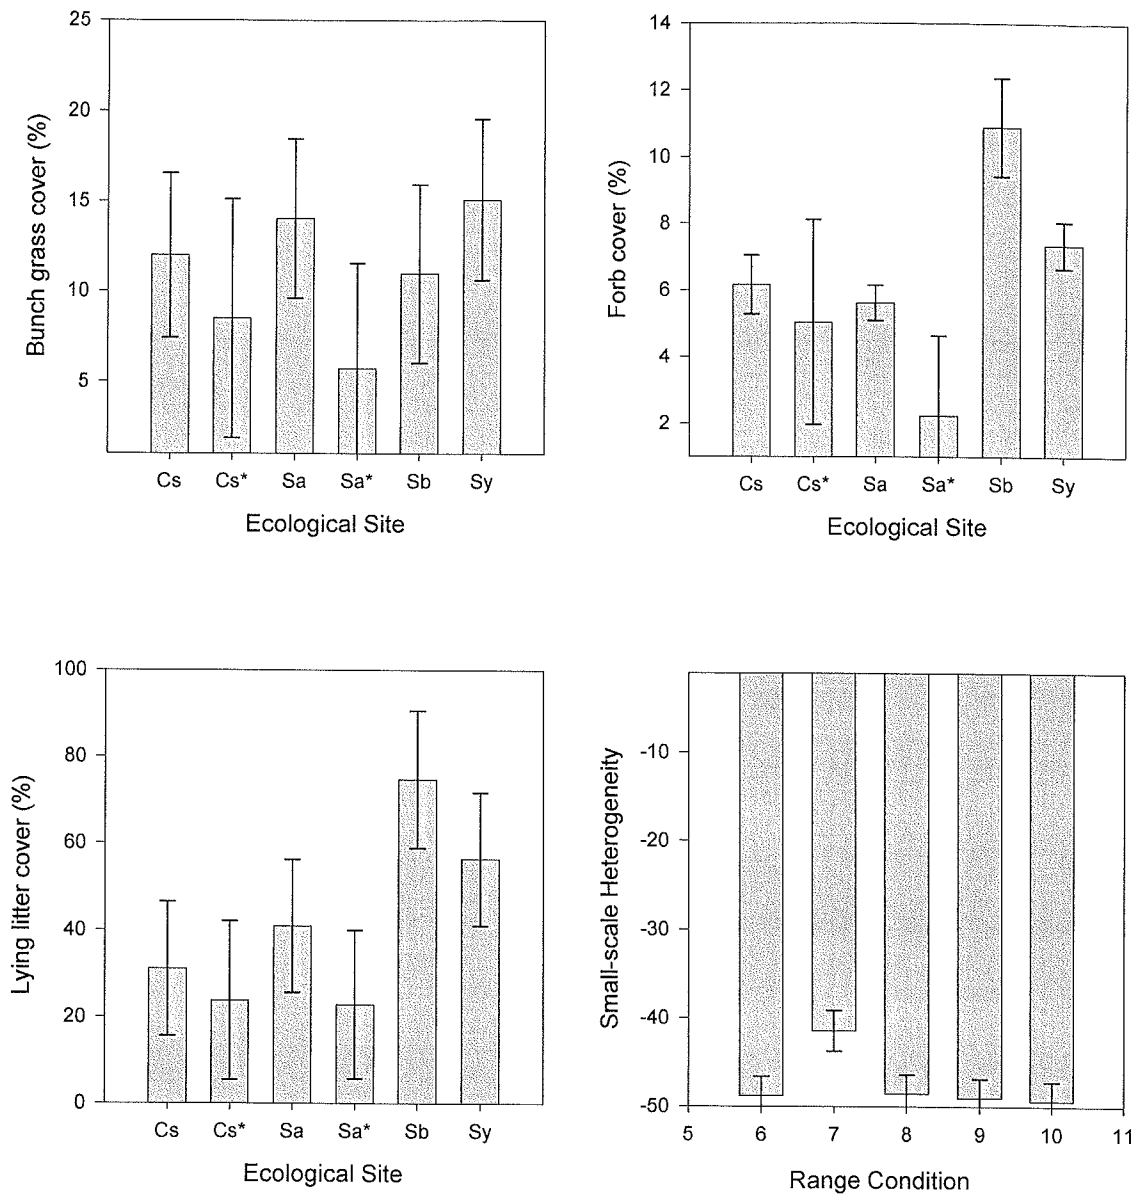 Bunch grass cover (%)
25
20
15
10
5
Cs Cs* Sa Sa* Sb Sy
Ecological Site
Forb cover (%)
14
12
10
8
6
4
2
Cs Cs* Sa Sa* Sb Sy
Ecological Site
Lying litter cover (%)
100
80
60
40
20
0
Cs Cs* Sa Sa* Sb Sy
Ecological Site
Small-scale Heterogeneity
-10
-20
-30
-40
-50
5 6 7 8 9 10 11
Range Condition